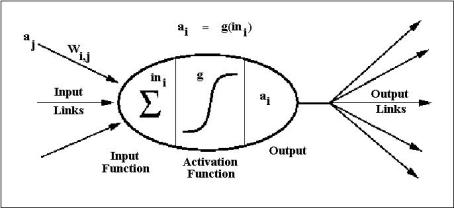 a_i = g(in_i)
a_j
W_i,j
Input
Links
in_i
Σ
g
a_i
Output
Links
Input
Function
Activation
Function
Output